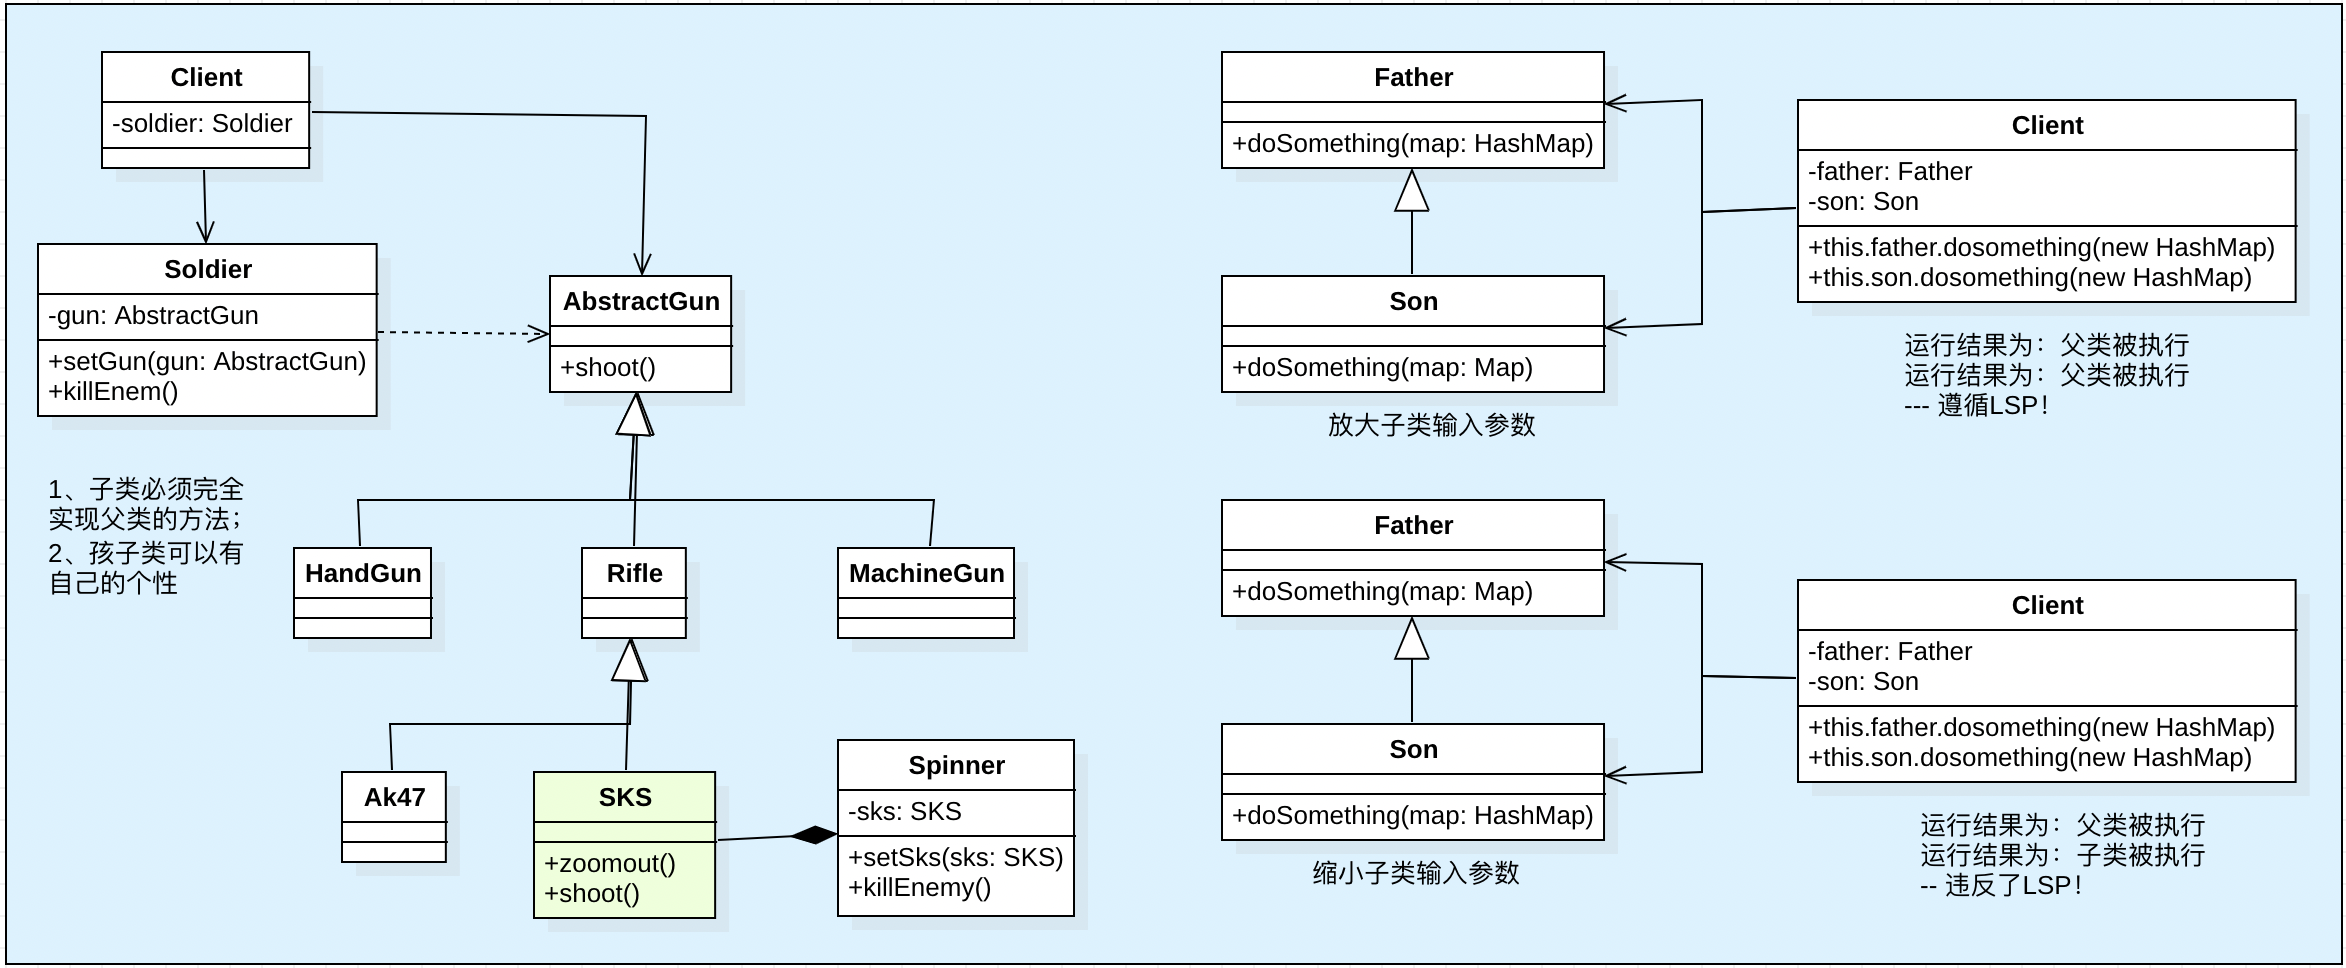 Client
-soldier: Soldier
Soldier
-gun: AbstractGun
+setGun(gun: AbstractGun)
+killEnem()
AbstractGun
+shoot()
1、子类必须完全
实现父类的方法；
2、孩子类可以有
自己的个性
HandGun
Rifle
MachineGun
Ak47
SKS
+zoomout()
+shoot()
Spinner
-sks: SKS
+setSks(sks: SKS)
+killEnemy()
Father
+doSomething(map: HashMap)
Son
+doSomething(map: Map)
放大子类输入参数
Client
-father: Father
-son: Son
+this.father.dosomething(new HashMap)
+this.son.dosomething(new HashMap)
运行结果为：父类被执行
运行结果为：父类被执行
--- 遵循LSP！
Father
+doSomething(map: Map)
Son
+doSomething(map: HashMap)
缩小子类输入参数
Client
-father: Father
-son: Son
+this.father.dosomething(new HashMap)
+this.son.dosomething(new HashMap)
运行结果为：父类被执行
运行结果为：子类被执行
-- 违反了LSP！